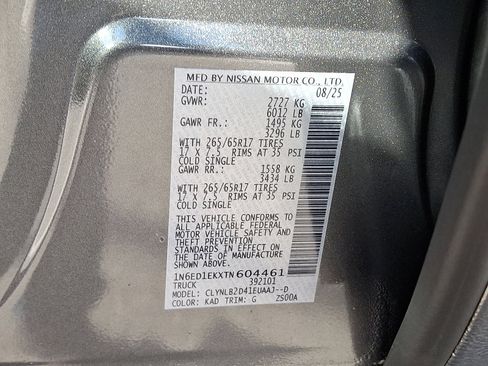 MFD BY NISSAN MOTOR CO., LTD.
DATE: 08/25
GVWR: 2727 KG
6012 LB
GAWR FR.: 1495 KG
3296 LB
WITH 265/65R17 TIRES
17 X 7.5 RIMS AT 35 PSI
COLD SINGLE
GAWR RR.: 1558 KG
3434 LB
WITH 265/65R17 TIRES
17 X 7.5 RIMS AT 35 PSI
COLD SINGLE
THIS VEHICLE CONFORMS TO
ALL APPLICABLE FEDERAL
MOTOR VEHICLE SAFETY AND
THEFT PREVENTION
STANDARDS IN EFFECT ON
THE DATE OF MANUFACTURE
SHOWN ABOVE.
1N6ED1EKXTN604461
TRUCK 392101
MODEL: CLYNLB2D41EUAAJ--D
COLOR: KAD TRIM: G ZS00A